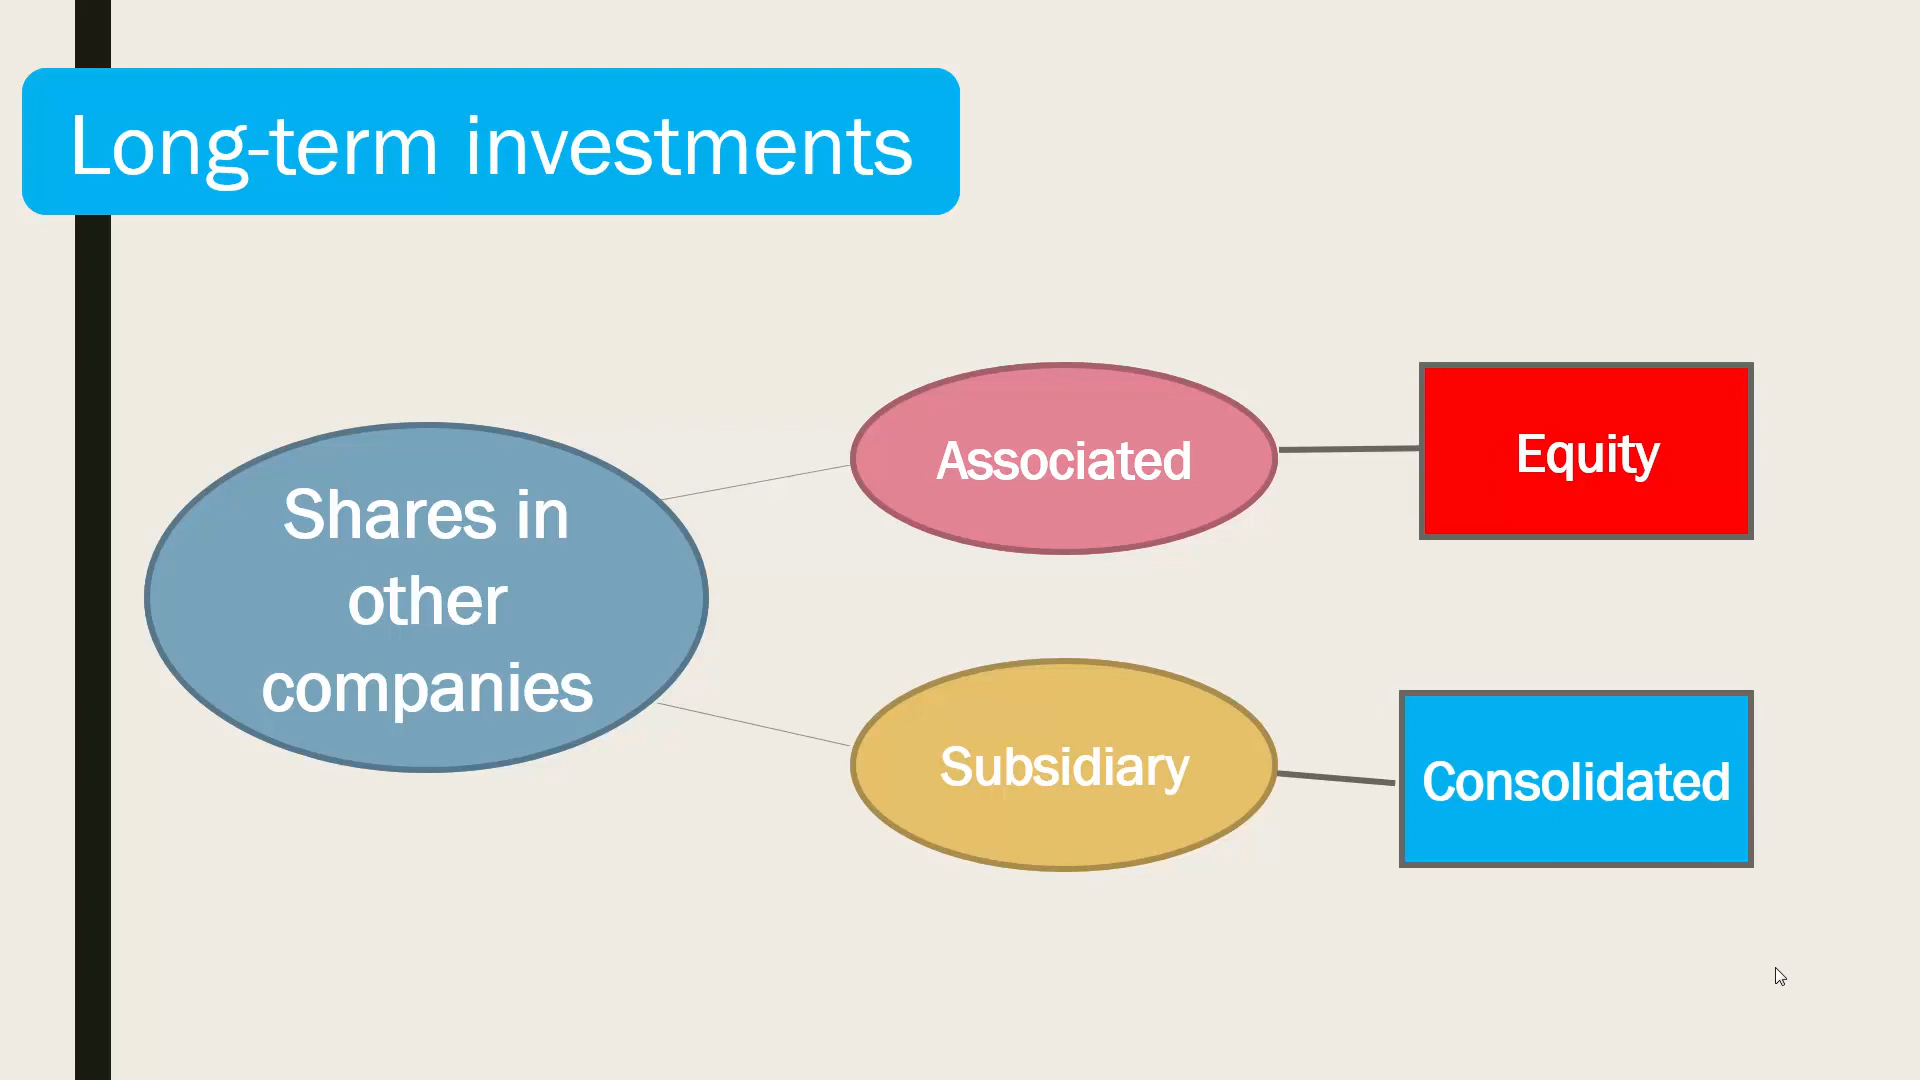 Long-term investments
Shares in
other
companies
Associated
Equity
Subsidiary
Consolidated